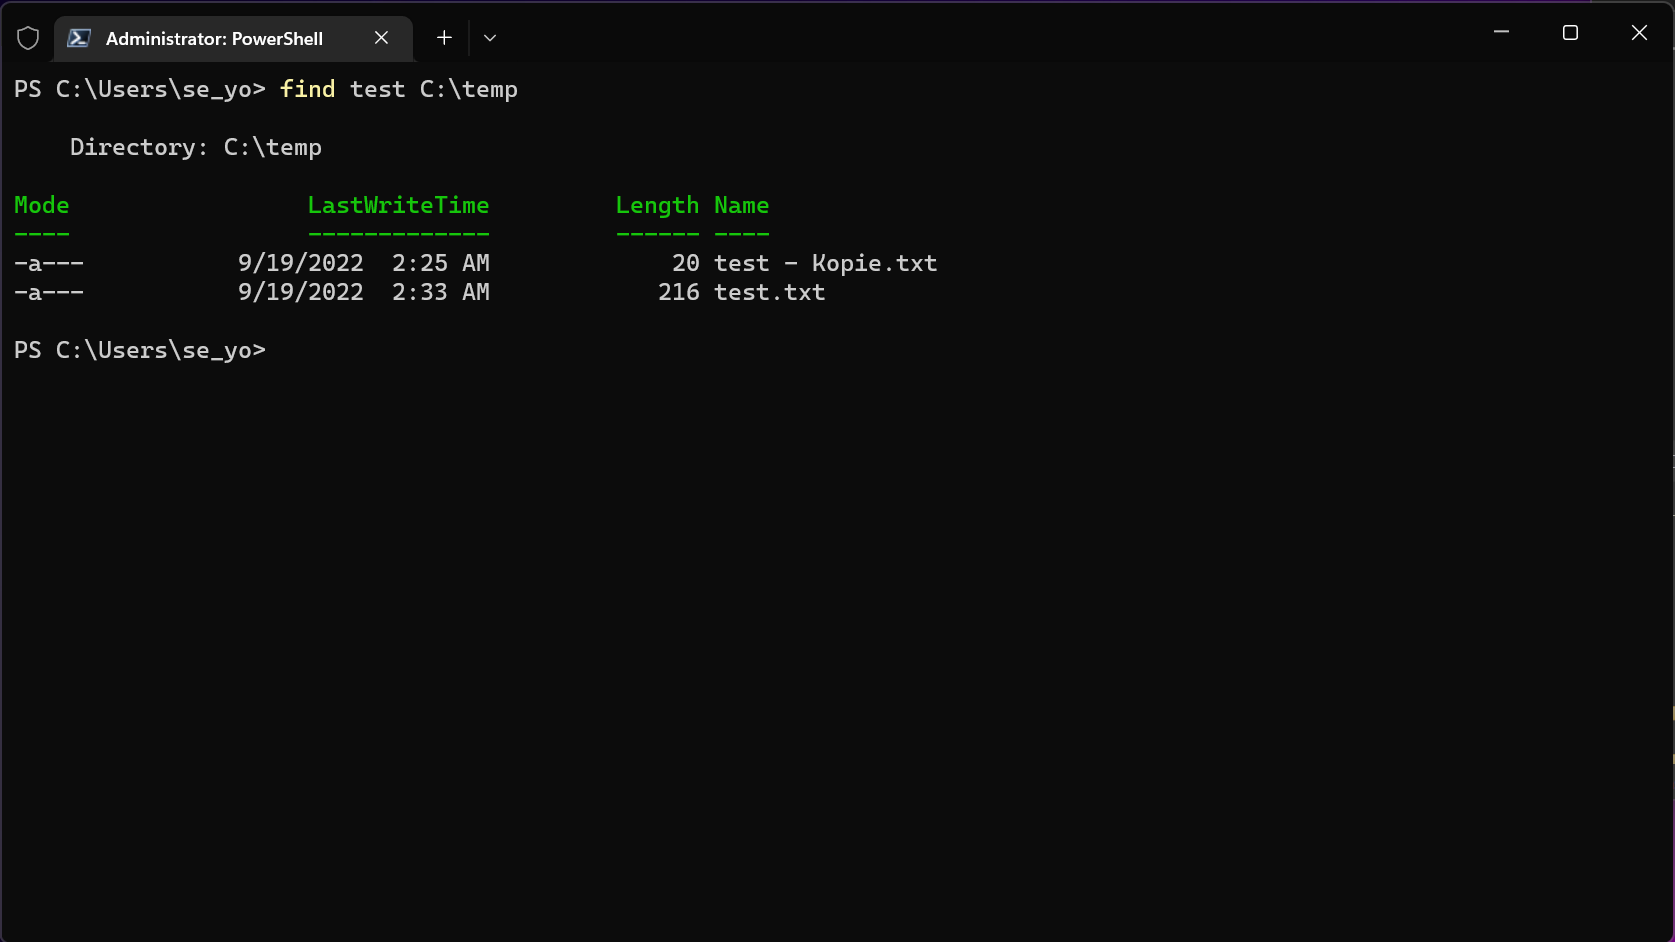 Administrator: PowerShell
PS C:\Users\se_yo> find test C:\temp
Directory: C:\temp
Mode LastWriteTime Length Name
---- ------------- ------ ----
-a--- 9/19/2022 2:25 AM 20 test - Kopie.txt
-a--- 9/19/2022 2:33 AM 216 test.txt
PS C:\Users\se_yo>